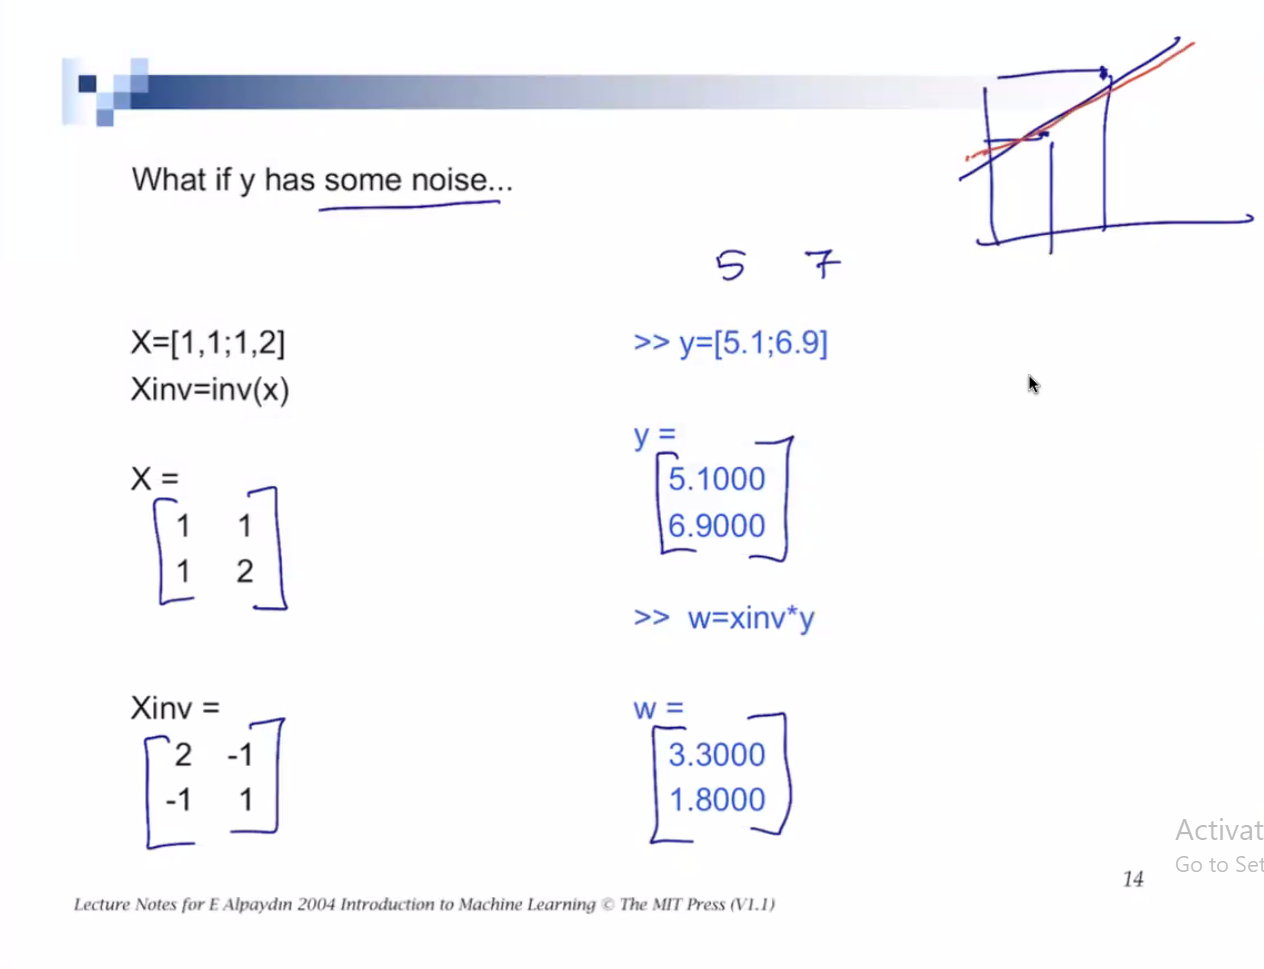 What if y has some noise...
5 7
X=[1,1;1,2]
Xinv=inv(x)
X =
1 1
1 2
Xinv =
2 -1
-1 1
>> y=[5.1;6.9]
y =
5.1000
6.9000
>> w=xinv*y
w =
3.3000
1.8000
Activat
Go to Set
14
Lecture Notes for E Alpaydın 2004 Introduction to Machine Learning © The MIT Press (V1.1)